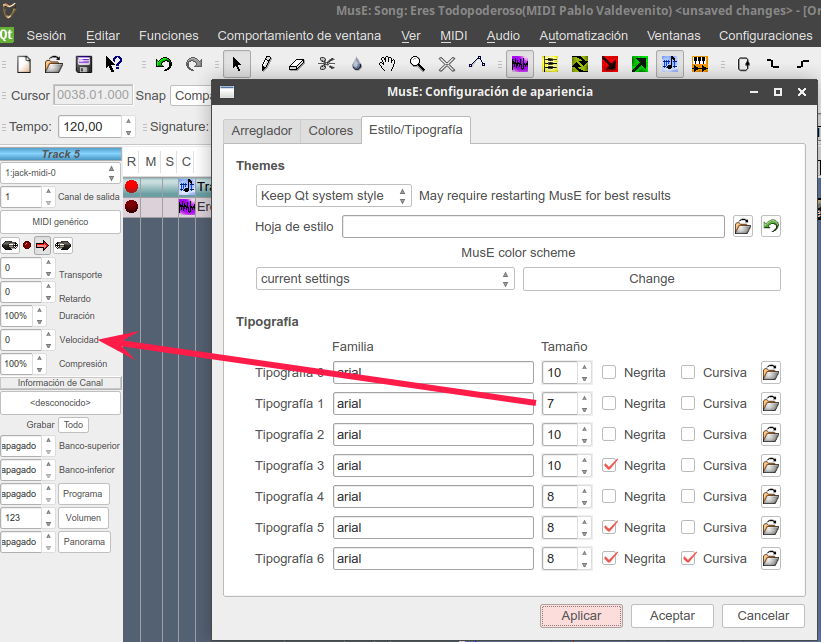 MusE: Song: Eres Todopoderoso(MIDI Pablo Valdevenito) <unsaved changes> - [Or
Qt Sesión Editar Funciones Comportamiento de ventana Ver MIDI Audio Automatización Ventanas Configuraciones
Cursor 0038.01.000 Snap Comp
Tempo: 120,00 Signature:
Track 5
R M S C
1:jack-midi-0
1 Canal de salida
MIDI genérico
0 Transporte
0 Retardo
100% Duración
0 Velocidad
100% Compresión
Información de Canal
<desconocido>
Grabar Todo
apagado Banco-superior
apagado Banco-inferior
apagado Programa
123 Volumen
apagado Panorama
Tra
Ere
MusE: Configuración de apariencia
Arreglador Colores Estilo/Tipografía
Themes
Keep Qt system style May require restarting MusE for best results
Hoja de estilo
MusE color scheme
current settings Change
Tipografía
Familia Tamaño
Tipografía 0 arial 10 Negrita Cursiva
Tipografía 1 arial 7 Negrita Cursiva
Tipografía 2 arial 10 Negrita Cursiva
Tipografía 3 arial 10 Negrita Cursiva
Tipografía 4 arial 8 Negrita Cursiva
Tipografía 5 arial 8 Negrita Cursiva
Tipografía 6 arial 8 Negrita Cursiva
Aplicar Aceptar Cancelar